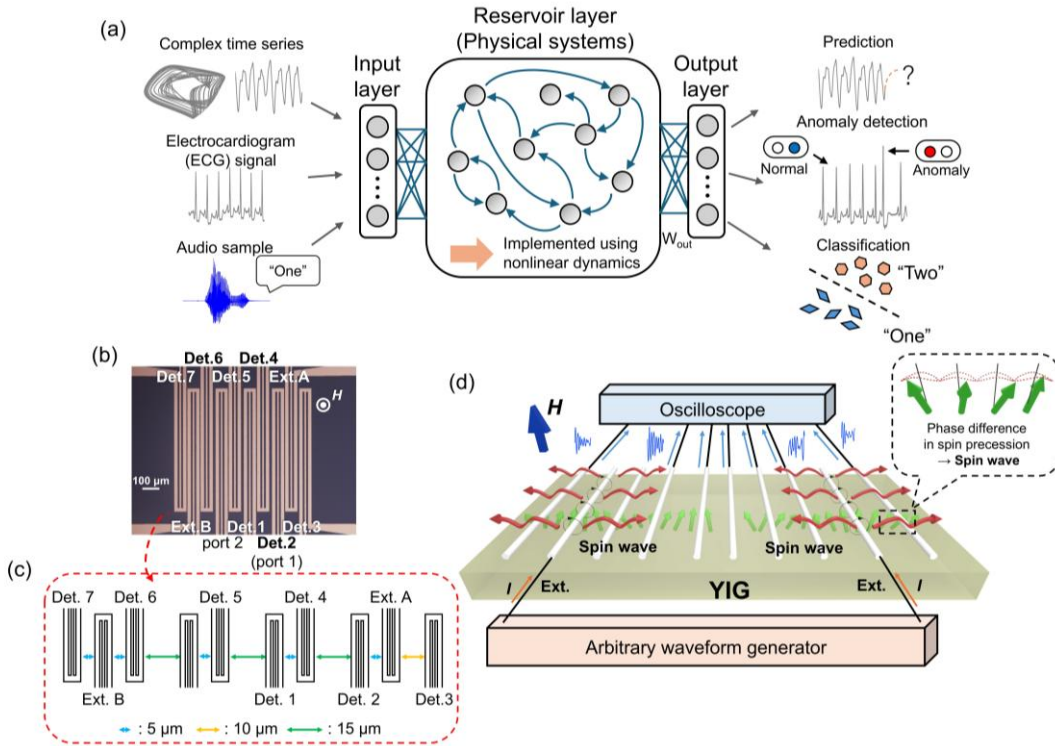 (a)
Complex time series
Electrocardiogram
(ECG) signal
Audio sample
“One”
Input
layer
Reservoir layer
(Physical systems)
Implemented using
nonlinear dynamics
Output
layer
Wout
Prediction
?
Anomaly detection
Normal
Anomaly
Classification
“Two”
“One”
(b)
Det.6 Det.4
Det.7 Det.5 Ext.A
H
100 μm
Ext.B Det.1 Det.3
port 2 Det.2
(port 1)
(c)
Det. 7 Det. 6 Det. 5 Det. 4 Ext. A
Ext. B Det. 1 Det. 2 Det.3
: 5 μm : 10 μm : 15 μm
(d)
H
Oscilloscope
Phase difference
in spin precession
→ Spin wave
Spin wave Spin wave
YIG
I Ext. Ext. I
Arbitrary waveform generator